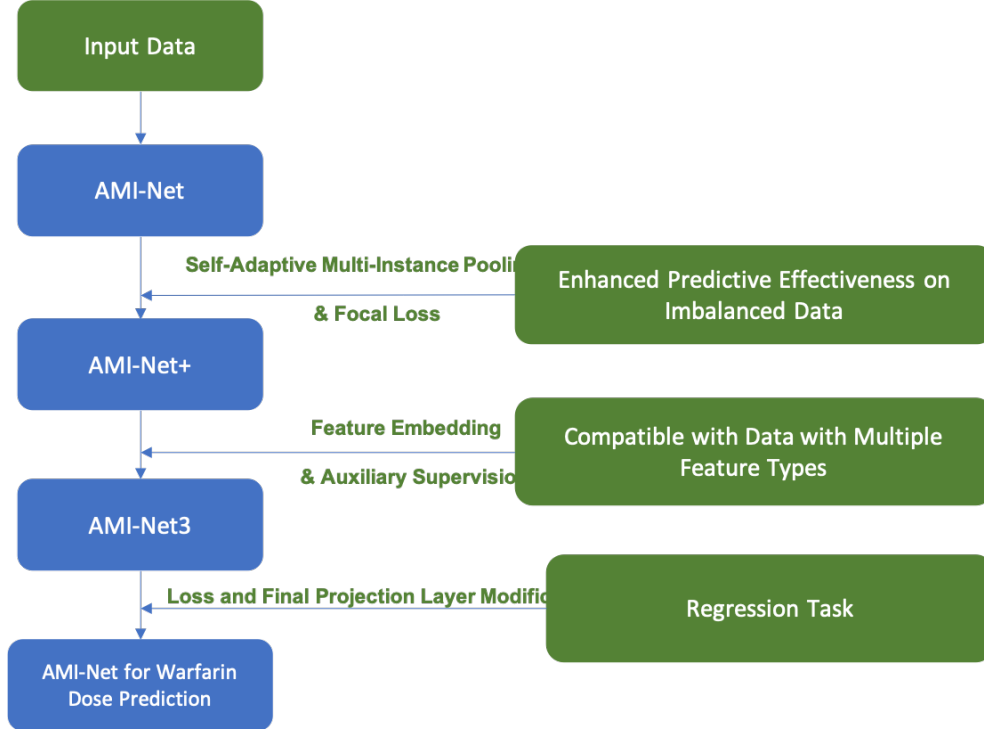 Input Data
AMI-Net
Self-Adaptive Multi-Instance Poolin
& Focal Loss
Enhanced Predictive Effectiveness on
Imbalanced Data
AMI-Net+
Feature Embedding
& Auxiliary Supervisio
Compatible with Data with Multiple
Feature Types
AMI-Net3
Loss and Final Projection Layer Modific
Regression Task
AMI-Net for Warfarin
Dose Prediction